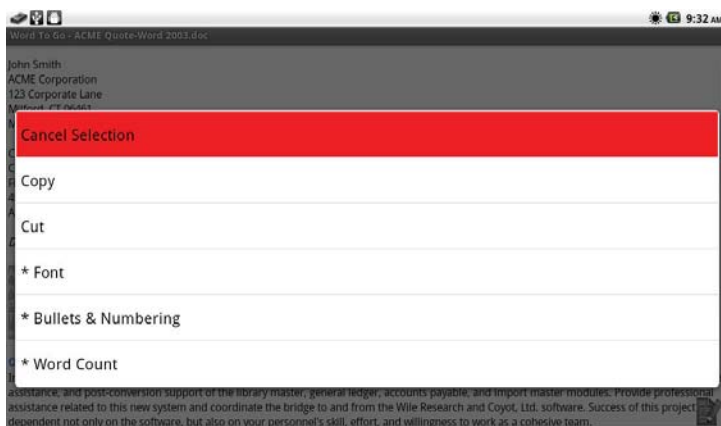 9:32 AM
Word To Go - ACME Quote-Word 2003.doc
John Smith
ACME Corporation
123 Corporate Lane
Milford, CT 06461
Cancel Selection
Copy
Cut
* Font
* Bullets & Numbering
* Word Count
assistance, and post-conversion support of the library master, general ledger, accounts payable, and import master modules. Provide professional
assistance related to this new system and coordinate the bridge to and from the Wile Research and Coyot, Ltd. software. Success of this project
dependent not only on the software, but also on your personnel's skill, effort, and willingness to work as a cohesive team.